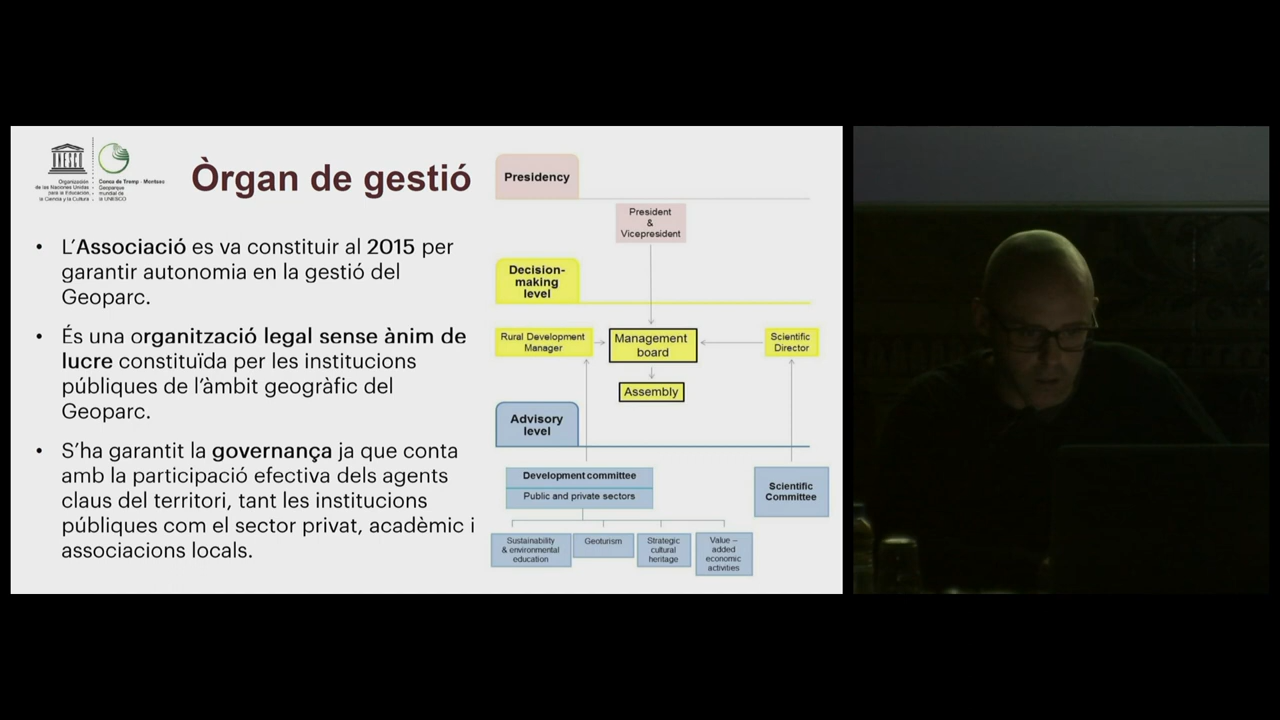 UNESCO
Organización
de las Naciones Unidas
para la Educación,
la Ciencia y la Cultura
Conca de Tremp - Montsec
Geoparque
mundial de
la UNESCO
Òrgan de gestió
• L’Associació es va constituir al 2015 per
garantir autonomia en la gestió del
Geoparc.
• És una organització legal sense ànim de
lucre constituïda per les institucions
públiques de l’àmbit geogràfic del
Geoparc.
• S’ha garantit la governança ja que conta
amb la participació efectiva dels agents
claus del territori, tant les institucions
públiques com el sector privat, acadèmic i
associacions locals.
Presidency
President
&
Vicepresident
Decision-
making
level
Rural Development
Manager
Management
board
Scientific
Director
Assembly
Advisory
level
Development committee
Public and private sectors
Scientific
Committee
Sustainability
& environmental
education
Geoturism
Strategic
cultural
heritage
Value –
added
economic
activities